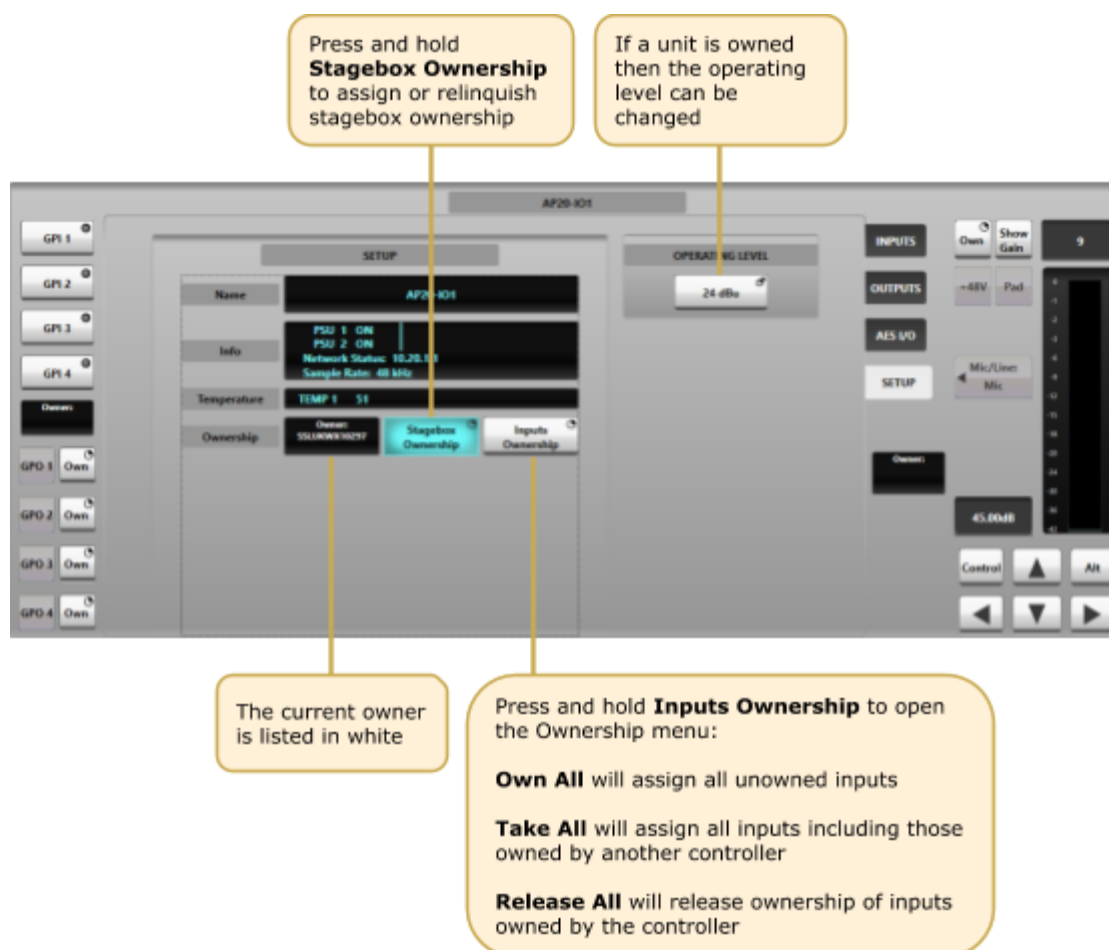 Press and hold
Stagebox Ownership
to assign or relinquish
stagebox ownership
If a unit is owned
then the operating
level can be
changed
AP20-IO1
GPI 1
GPI 2
GPI 3
GPI 4
Owner:
GPO 1 Own
GPO 2 Own
GPO 3 Own
GPO 4 Own
SETUP
Name
AP20-IO1
Info
PSU 1 ON
PSU 2 ON
Network Status: 10.20.1.1
Sample Rate: 48 kHz
Temperature
TEMP 1 51
Ownership
Owner:
Stagebox
Ownership
Inputs
Ownership
OPERATING LEVEL
24 dBu
INPUTS
OUTPUTS
AES I/O
SETUP
Owner:
Own
Show
Gain
9
+48V
Pad
Mic/Line:
Mic
45.00dB
Control
Alt
The current owner
is listed in white
Press and hold Inputs Ownership to open
the Ownership menu:
Own All will assign all unowned inputs
Take All will assign all inputs including those
owned by another controller
Release All will release ownership of inputs
owned by the controller